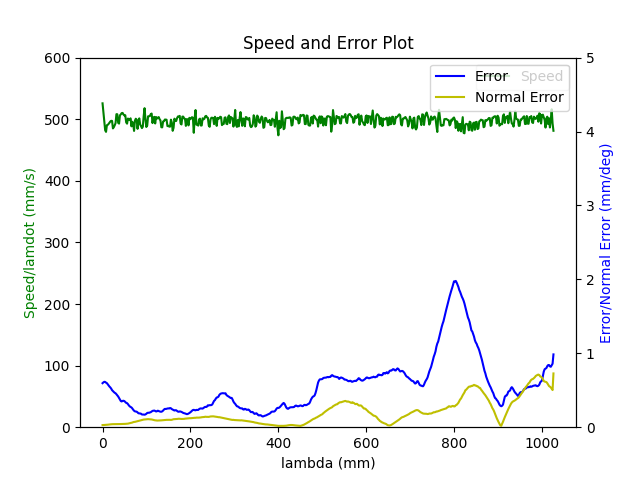 Speed and Error Plot
Error
Speed
Normal Error
600
500
400
300
200
100
0
5
4
3
2
1
0
Speed/lamdot (mm/s)
Error/Normal Error (mm/deg)
0 200 400 600 800 1000
lambda (mm)